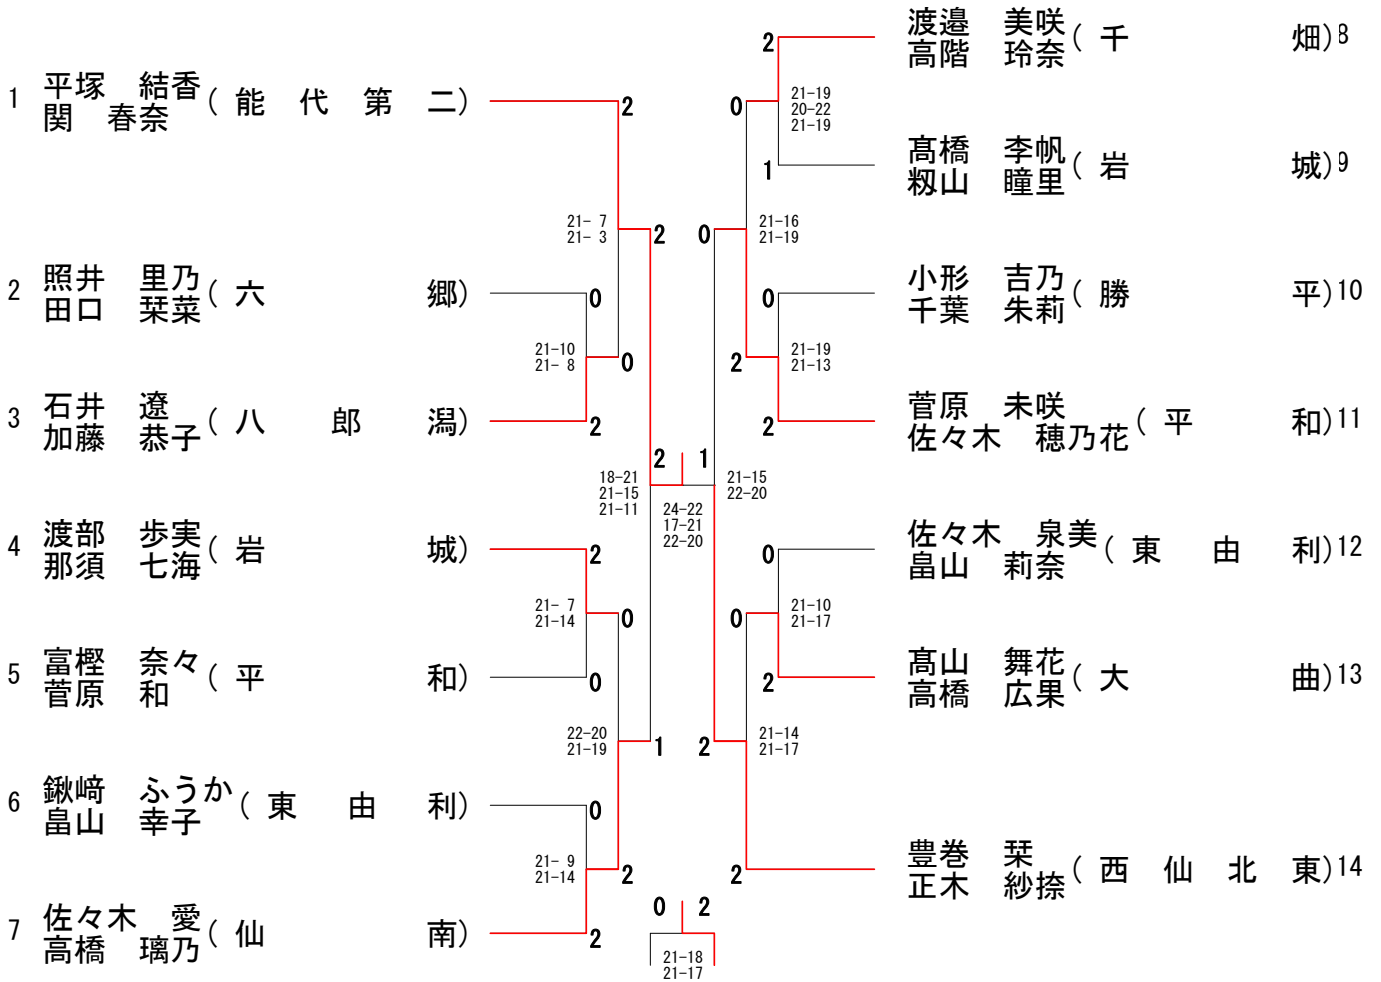 1 平塚 結香 (能代第二)
関 春奈
2
21- 7
21- 3
2
2 照井 里乃 (六郷)
田口 栞菜
0
21-10
21- 8
0
3 石井 遼 (八郎潟)
加藤 恭子
2
18-21
21-15
21-11
2
4 渡部 歩実 (岩城)
那須 七海
2
21- 7
21-14
0
5 富樫 奈々 (平和)
菅原 和
0
22-20
21-19
1
6 鍬﨑 ふうか (東由利)
畠山 幸子
0
21- 9
21-14
2
7 佐々木 愛 (仙南)
高橋 璃乃
2
24-22
17-21
22-20
1
0 2
21-18
21-17
渡邉 美咲 (千畑) 8
高階 玲奈
2
21-19
20-22
21-19
0
髙橋 李帆 (岩城) 9
籾山 瞳里
1
21-16
21-19
0
小形 吉乃 (勝平) 10
千葉 朱莉
0
21-19
21-13
2
菅原 未咲 (平和) 11
佐々木 穂乃花
2
21-15
22-20
佐々木 泉美 (東由利) 12
畠山 莉奈
0
21-10
21-17
0
髙山 舞花 (大曲) 13
高橋 広果
2
21-14
21-17
2
豊巻 栞 (西仙北東) 14
正木 紗捺
2